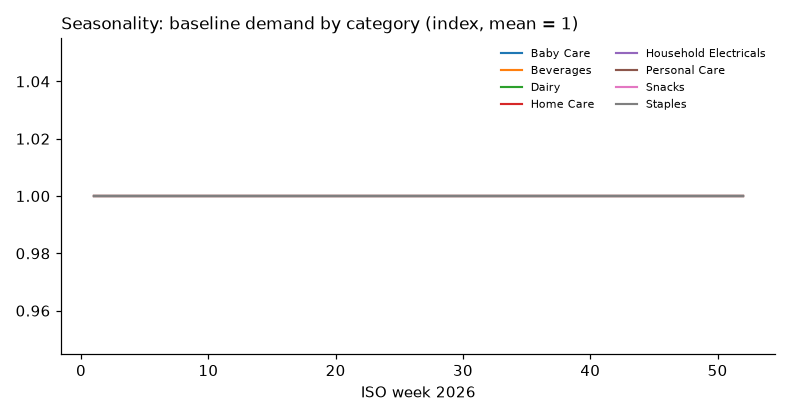 Seasonality: baseline demand by category (index, mean = 1)
Baby Care
Beverages
Dairy
Home Care
Household Electricals
Personal Care
Snacks
Staples
1.04
1.02
1.00
0.98
0.96
0 10 20 30 40 50
ISO week 2026